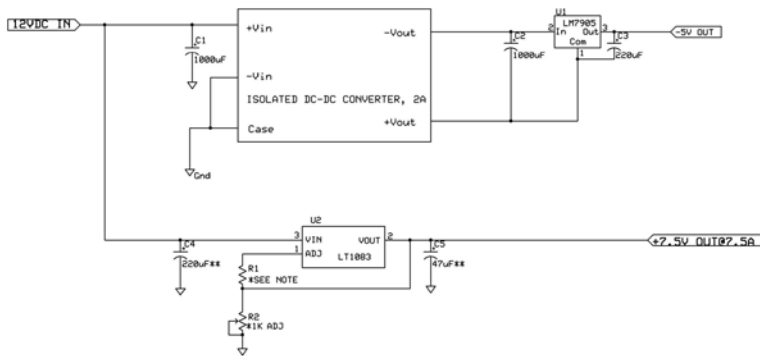 12VDC IN
+Vin
-Vin
ISOLATED DC-DC CONVERTER, 2A
Case
-Vout
+Vout
C1
1000uF
Gnd
C2
1000uF
U1
LM7905
2 In Out 3
Com
1
C3
220uF
-5V OUT
U2
3 VIN VOUT 2
1 ADJ
LT1083
C4
220uF**
R1
*SEE NOTE
R2
*1K ADJ
C5
47uF**
+7.5V OUT@7.5A